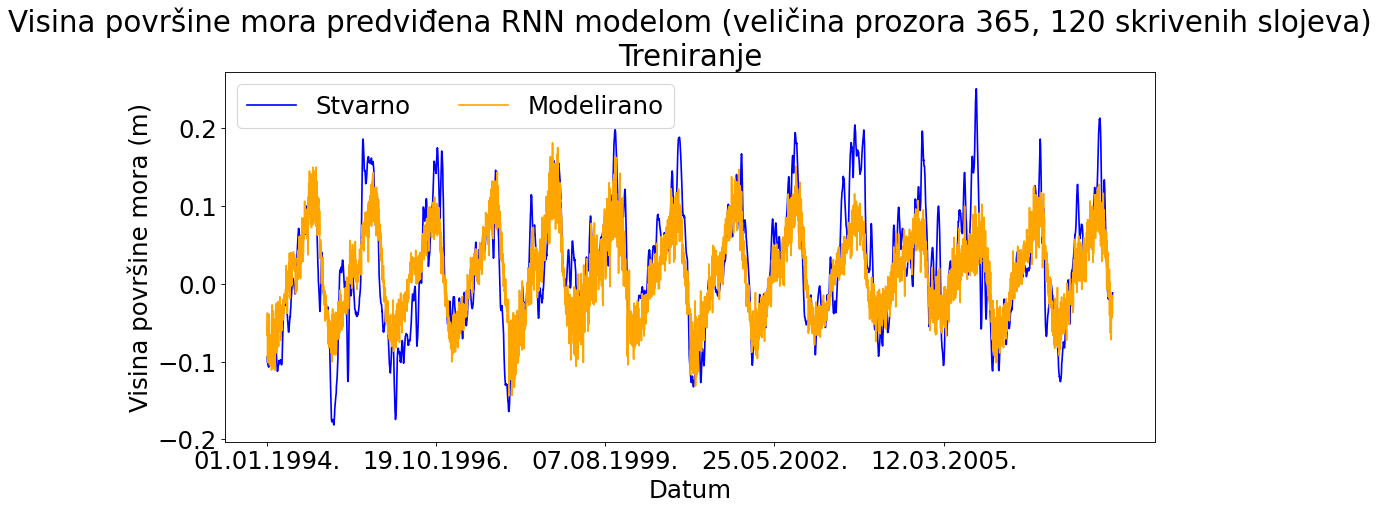 Visina površine mora predviđena RNN modelom (veličina prozora 365, 120 skrivenih slojeva)
Treniranje
Stvarno Modelirano
Visina površine mora (m)
0.2
0.1
0.0
−0.1
−0.2
01.01.1994. 19.10.1996. 07.08.1999. 25.05.2002. 12.03.2005.
Datum